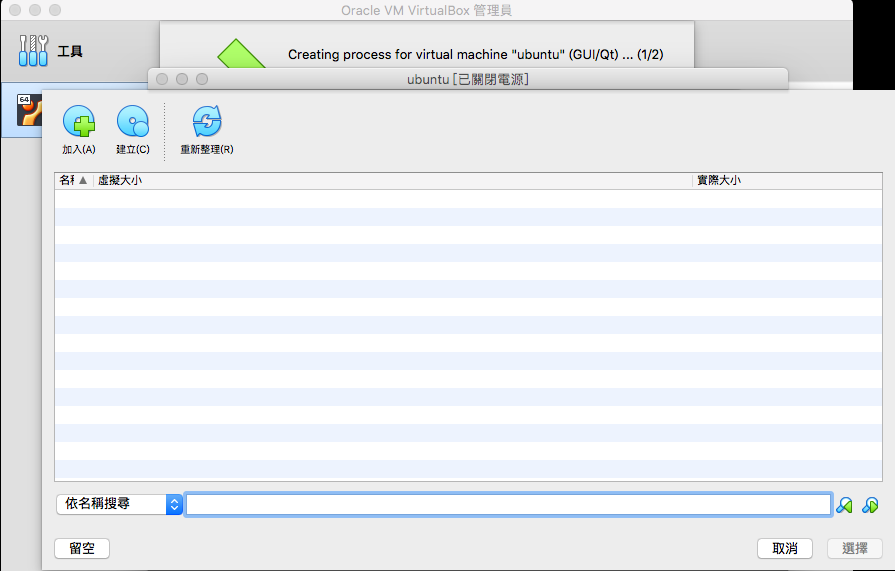 Oracle VM VirtualBox 管理員
工具
Creating process for virtual machine "ubuntu" (GUI/Qt) ... (1/2)
ubuntu [已關閉電源]
64
加入(A)
建立(C)
重新整理(R)
名稱
虛擬大小
實際大小
依名稱搜尋
留空
取消
選擇